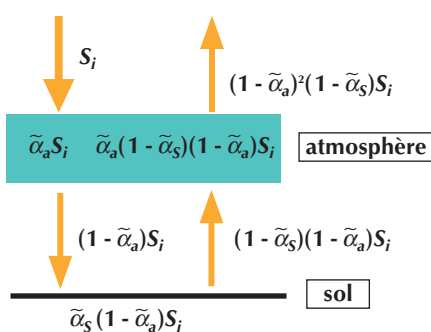 Sᵢ
(1 - α̃ₐ)²(1 - α̃ₛ)Sᵢ
α̃ₐSᵢ α̃ₐ(1 - α̃ₛ)(1 - α̃ₐ)Sᵢ atmosphère
(1 - α̃ₐ)Sᵢ (1 - α̃ₛ)(1 - α̃ₐ)Sᵢ
sol
α̃ₛ(1 - α̃ₐ)Sᵢ